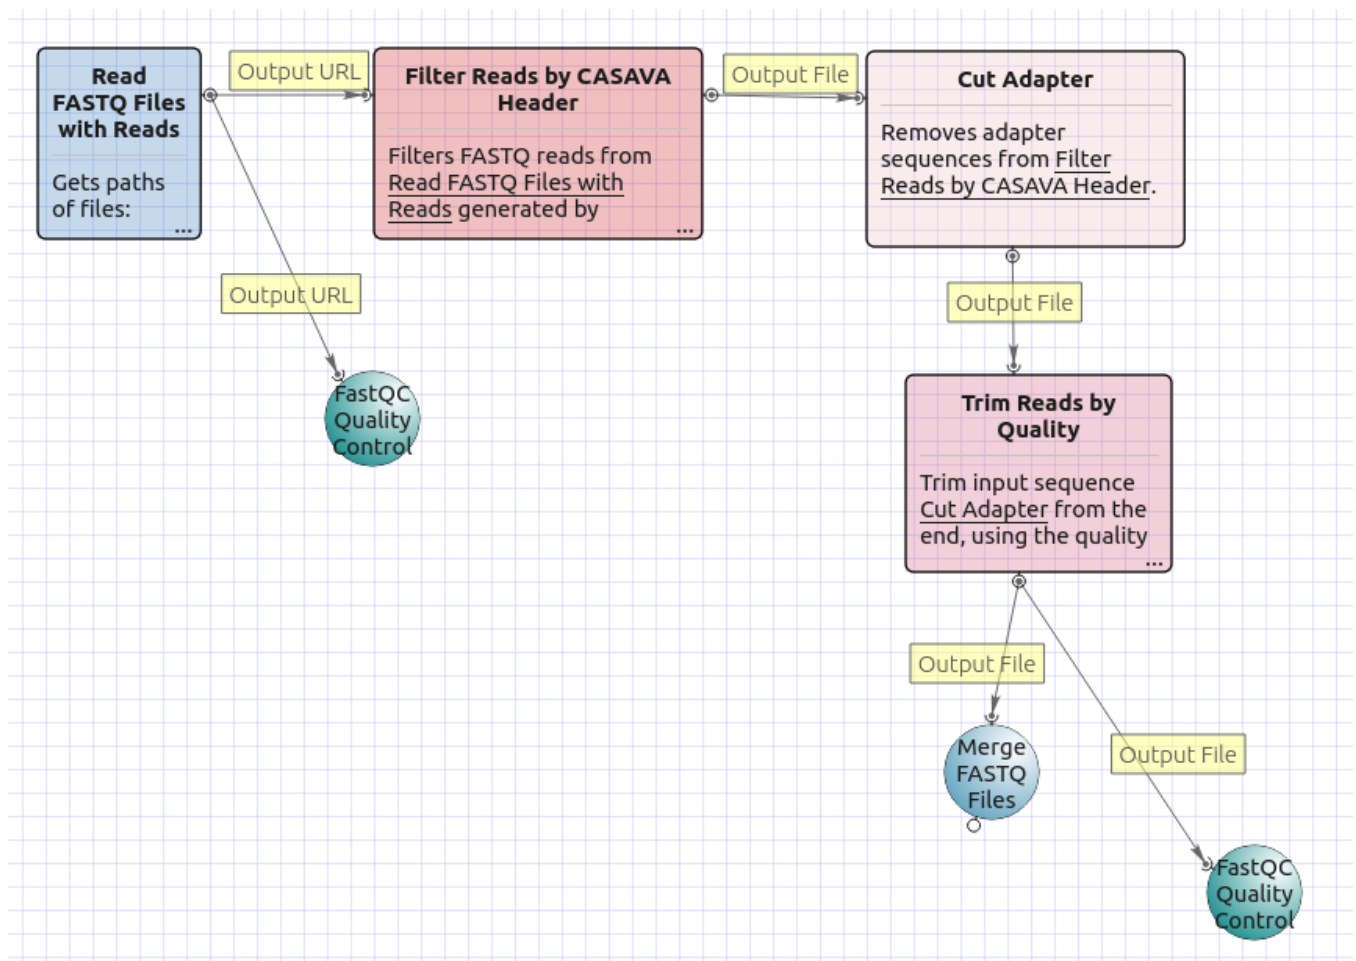 Read
FASTQ Files
with Reads
Gets paths
of files:
...
Output URL
Filter Reads by CASAVA
Header
Filters FASTQ reads from
Read FASTQ Files with
Reads generated by
...
Output File
Cut Adapter
Removes adapter
sequences from Filter
Reads by CASAVA Header.
Output URL
FastQC
Quality
Control
Output File
Trim Reads by
Quality
Trim input sequence
Cut Adapter from the
end, using the quality
...
Output File
Merge
FASTQ
Files
Output File
FastQC
Quality
Control